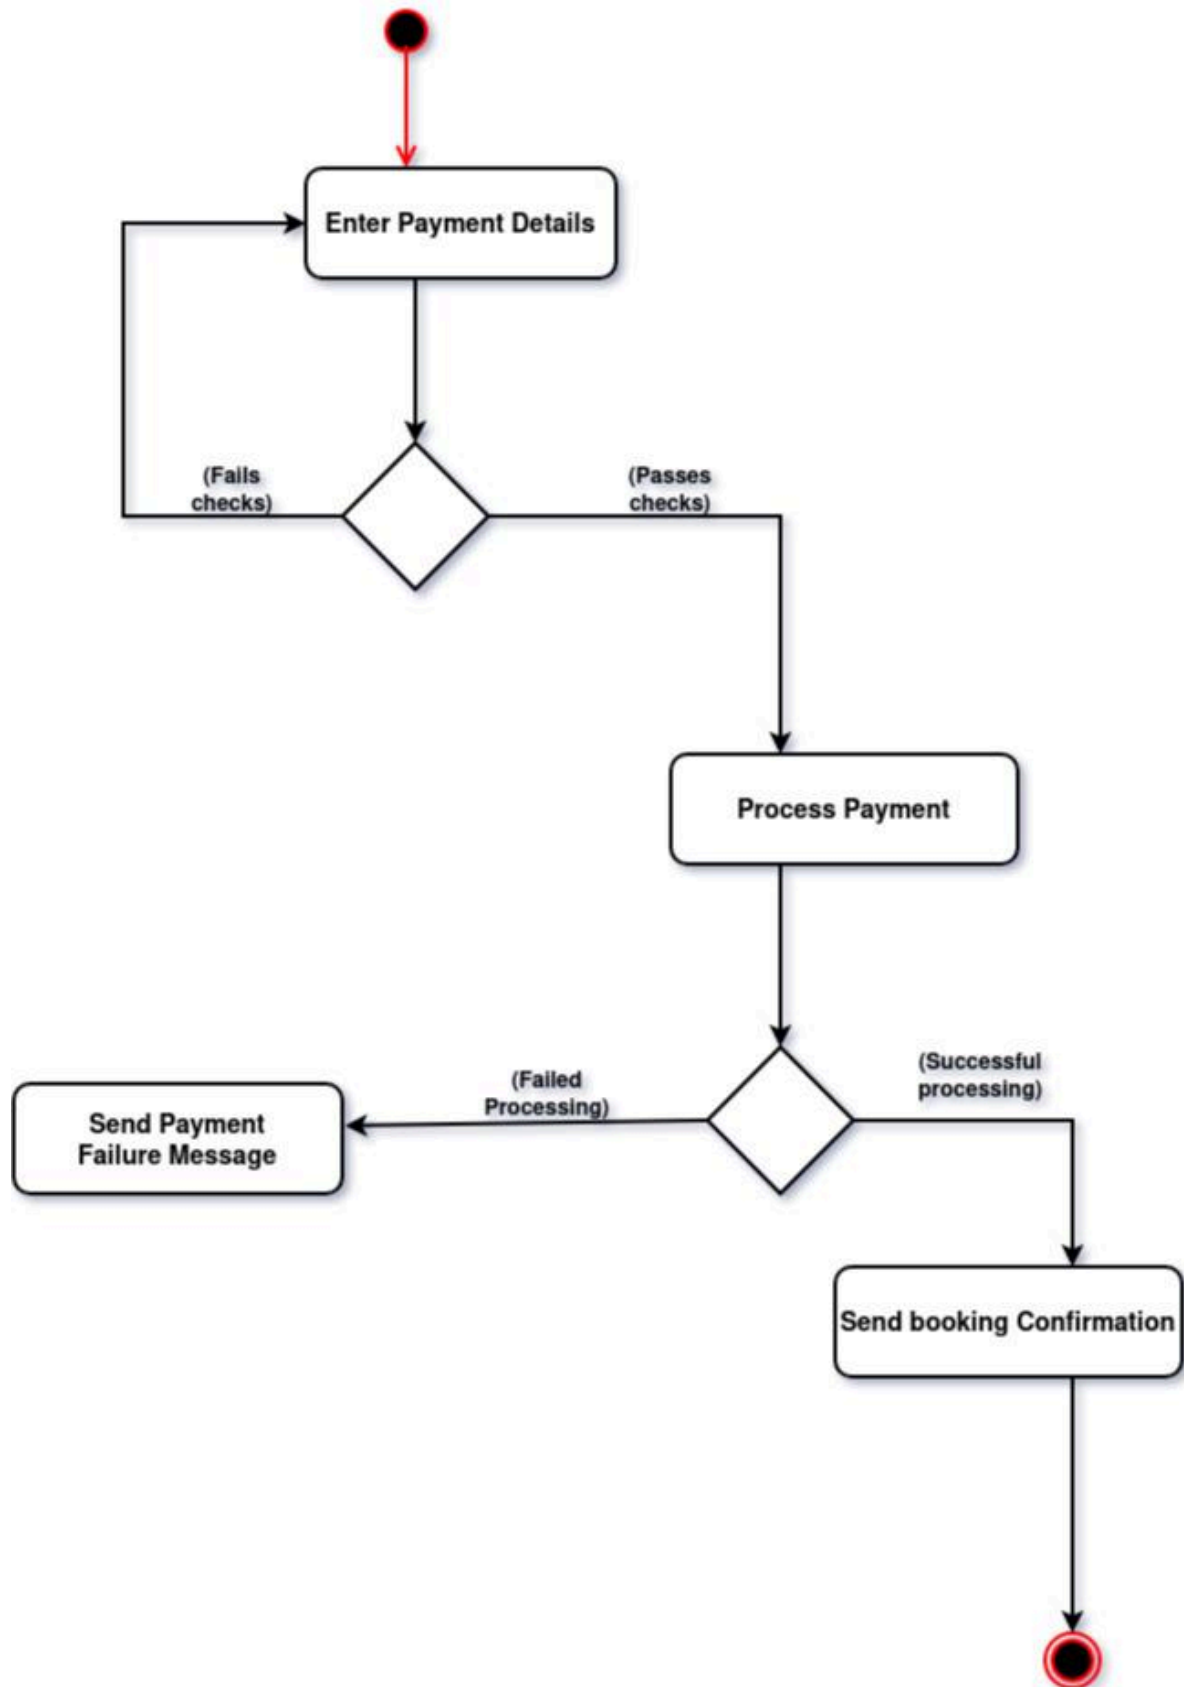 Enter Payment Details
(Fails
checks)
(Passes
checks)
Process Payment
(Failed
Processing)
(Successful
processing)
Send Payment
Failure Message
Send booking Confirmation